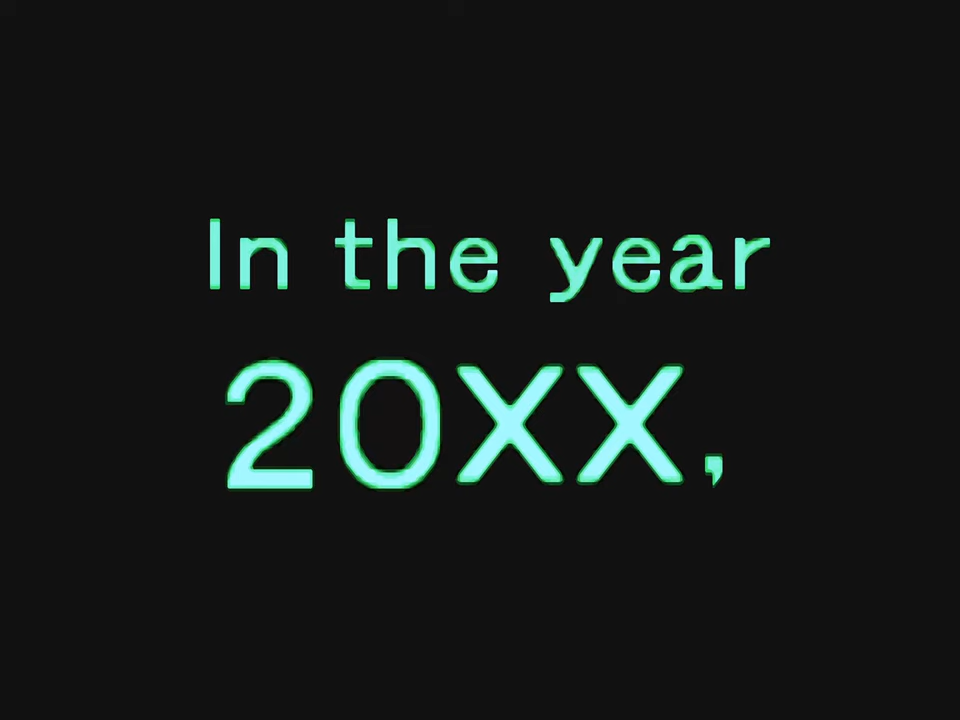 In the year
20XX,